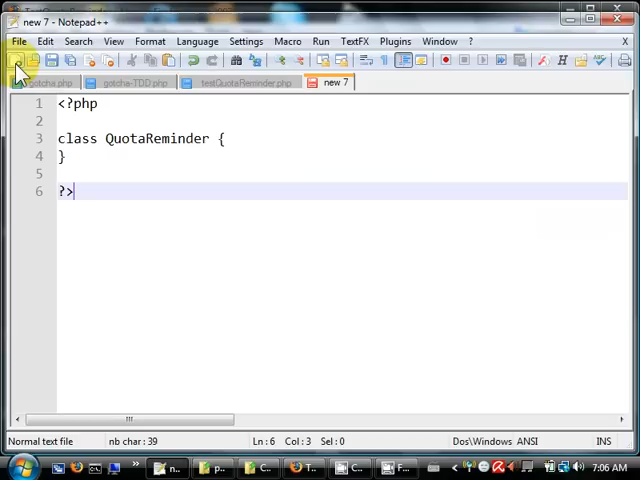 new 7 - Notepad++
File Edit Search View Format Language Settings Macro Run TextFX Plugins Window ? X
gotcha.php gotcha-TDD.php testQuotaReminder.php new 7
1 <?php
2
3 class QuotaReminder {
4 }
5
6 ?>
Normal text file nb char : 39 Ln : 6 Col : 3 Sel : 0 Dos\Windows ANSI INS
n... p... C... T... C... F... 7:06 AM